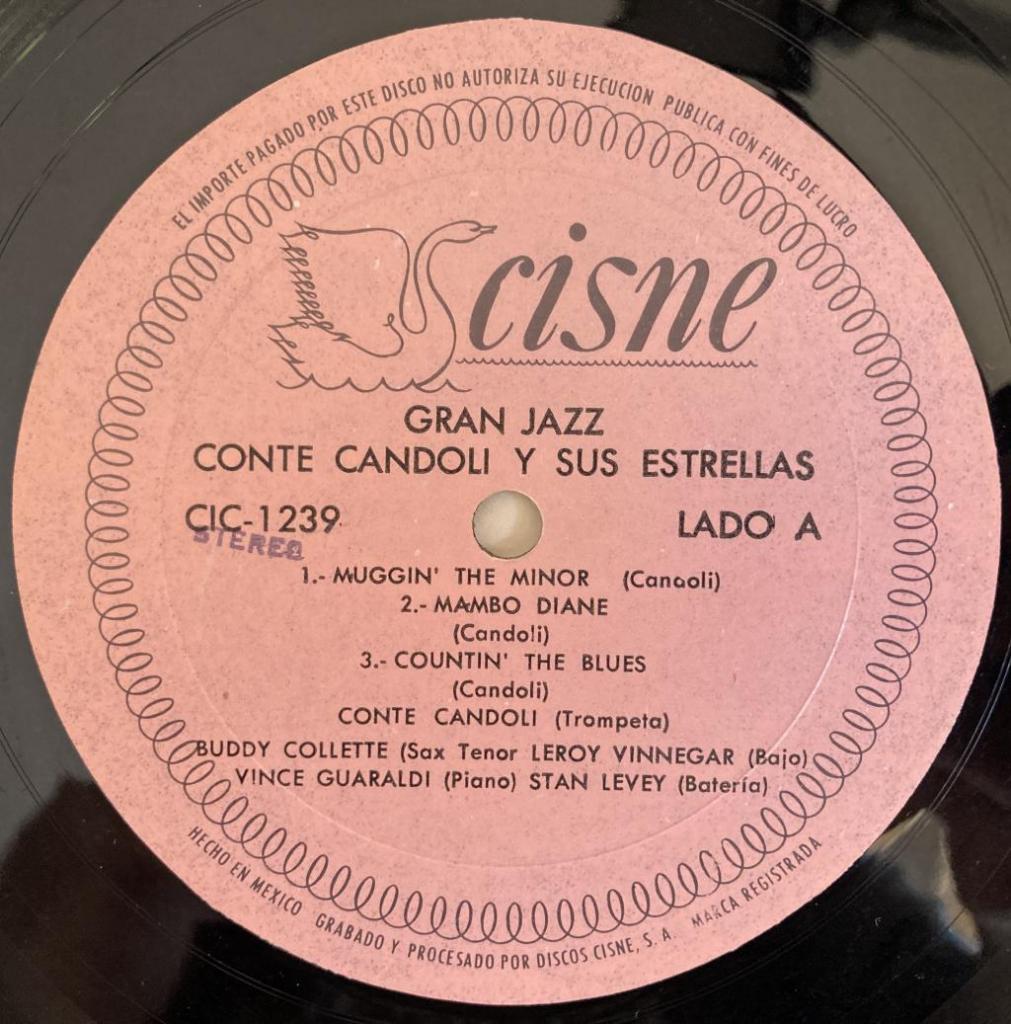 EL IMPORTE PAGADO POR ESTE DISCO NO AUTORIZA SU EJECUCION PUBLICA CON FINES DE LUCRO
cisne
GRAN JAZZ
CONTE CANDOLI Y SUS ESTRELLAS
CIC-1239 LADO A
STEREO
1.- MUGGIN' THE MINOR (Candoli)
2.- MAMBO DIANE
(Candoli)
3.- COUNTIN' THE BLUES
(Candoli)
CONTE CANDOLI (Trompeta)
BUDDY COLLETTE (Sax Tenor LEROY VINNEGAR (Bajo)
VINCE GUARALDI (Piano) STAN LEVEY (Batería)
HECHO EN MEXICO GRABADO Y PROCESADO POR DISCOS CISNE, S. A. MARCA REGISTRADA